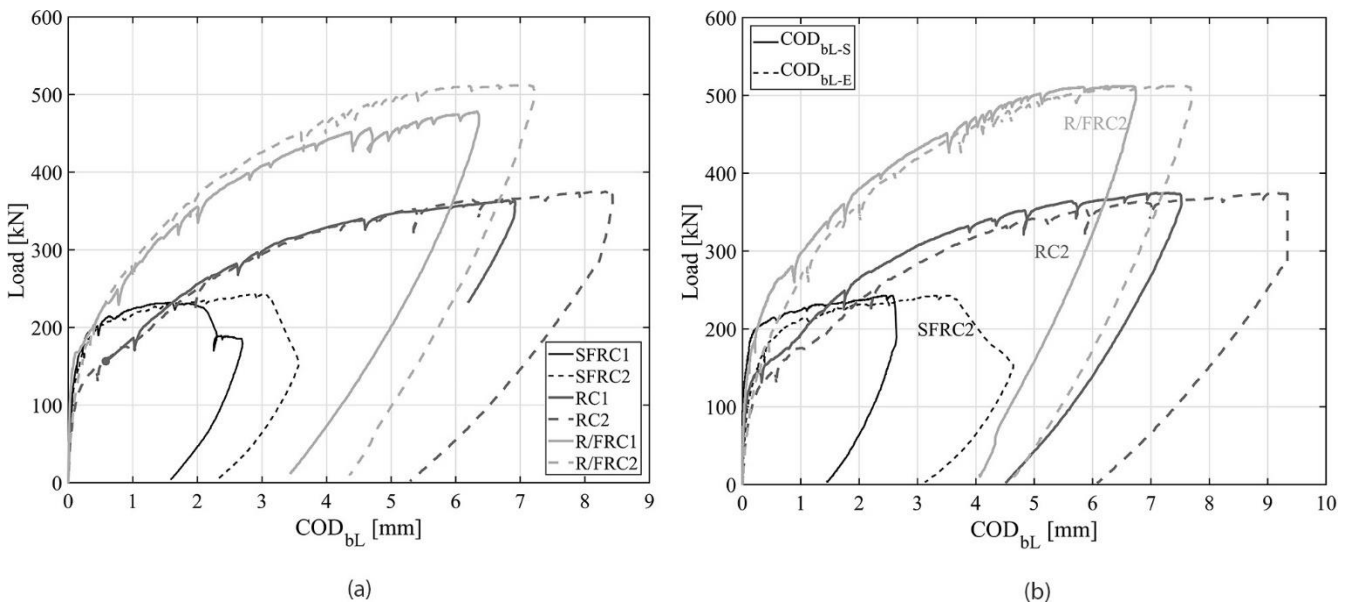 600
500
400
300
200
100
0
Load [kN]
0 1 2 3 4 5 6 7 8 9
COD_bL [mm]
SFRC1
SFRC2
RC1
RC2
R/FRC1
R/FRC2
(a)
600
500
400
300
200
100
0
Load [kN]
COD_bL-S
COD_bL-E
R/FRC2
RC2
SFRC2
0 1 2 3 4 5 6 7 8 9 10
COD_bL [mm]
(b)